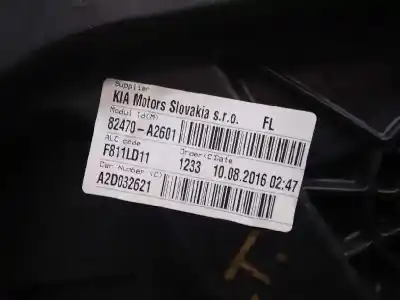 Supplier
KIA Motors Slovakia s.r.o. FL
Modul Id(M)
82470-A2601
ALC code
F811LD11
Order(C)Date
1233 10.08.2016 02:47
Car Number (C)
A2D032621